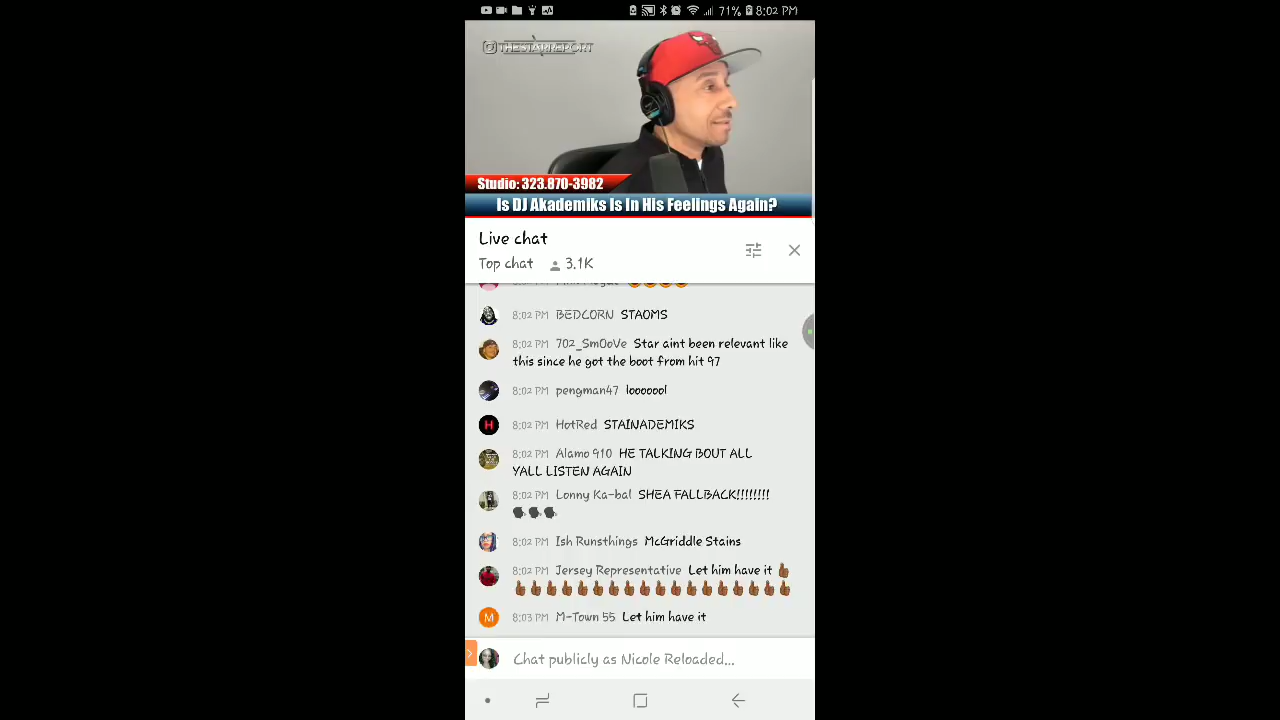 71% 8:02 PM
THESTARREPORT
Studio: 323.870-3982
Is DJ Akademiks Is In His Feelings Again?
Live chat
Top chat 3.1K
8:02 PM BEDCORN STAOMS
8:02 PM 702_SmOoVe Star aint been relevant like
this since he got the boot from hit 97
8:02 PM pengman47 looooool
H
8:02 PM HotRed STAINADEMIKS
8:02 PM Alamo 910 HE TALKING BOUT ALL
YALL LISTEN AGAIN
8:02 PM Lonny Ka-bal SHEA FALLBACK!!!!!!!!
8:02 PM Ish Runsthings McGriddle Stains
8:02 PM Jersey Representative Let him have it
M
8:03 PM M-Town 55 Let him have it
Chat publicly as Nicole Reloaded...